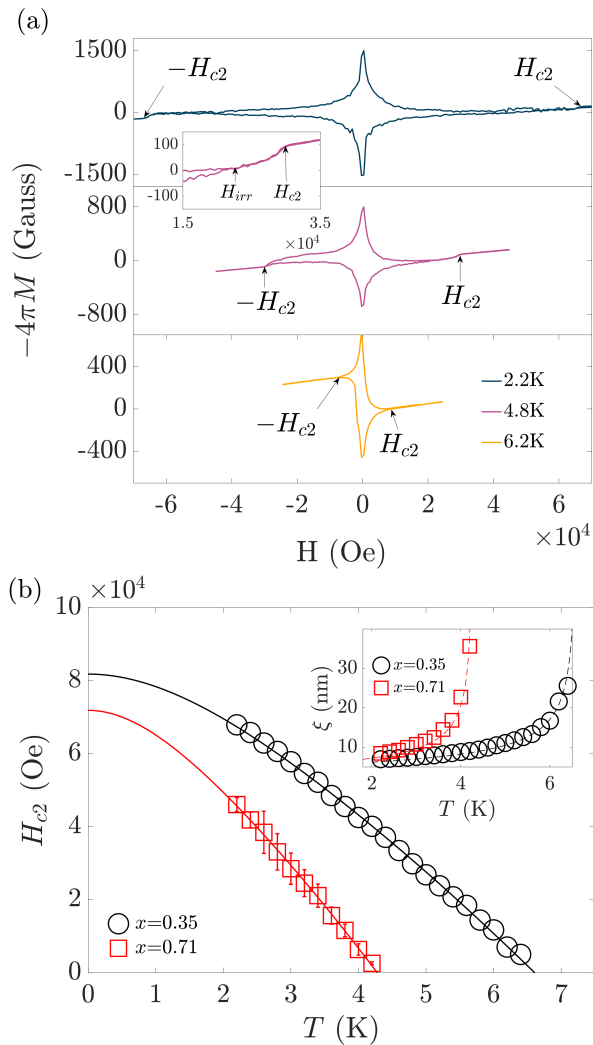 (a)
1500
0
-1500
−H_{c2}
H_{c2}
100
0
-100
H_{irr}
H_{c2}
1.5
3.5
×10^4
800
0
-800
−H_{c2}
H_{c2}
400
0
-400
−H_{c2}
H_{c2}
2.2K
4.8K
6.2K
−4πM (Gauss)
-6 -4 -2 0 2 4 6
×10^4
H (Oe)
(b)
×10^4
10
8
6
4
2
0
H_{c2} (Oe)
x=0.35
x=0.71
30
20
10
ξ (nm)
2 4 6
T (K)
x=0.35
x=0.71
0 1 2 3 4 5 6 7
T (K)